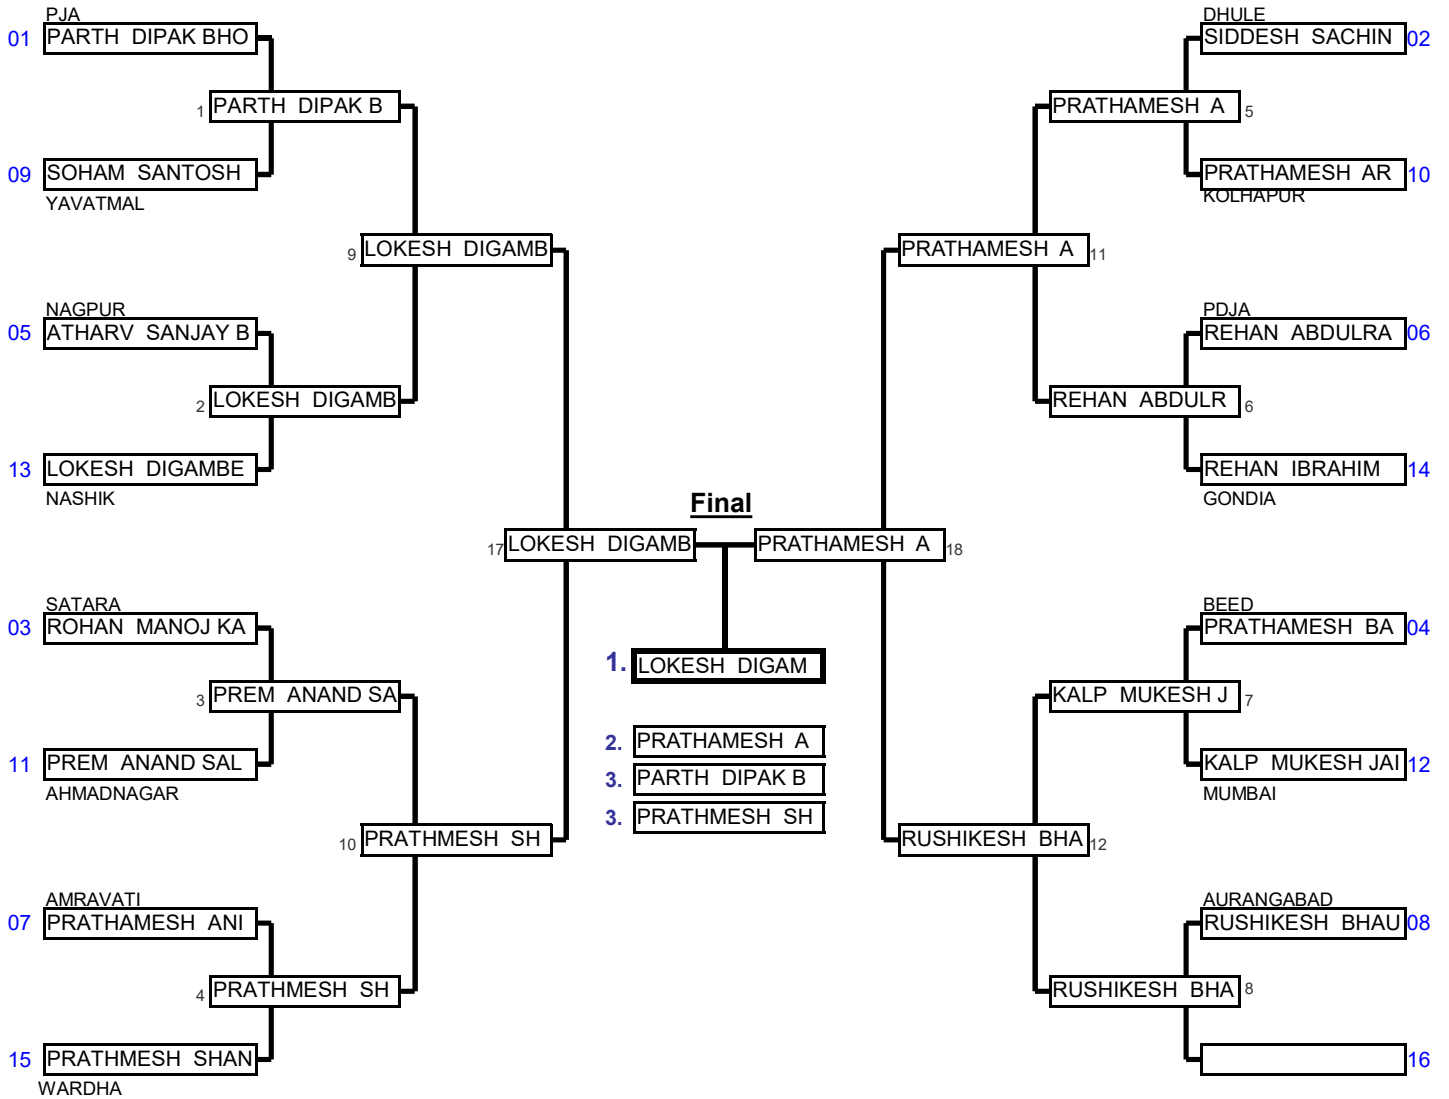 PJA
01 PARTH DIPAK BHO
1 PARTH DIPAK B
09 SOHAM SANTOSH
YAVATMAL
9 LOKESH DIGAMB
NAGPUR
05 ATHARV SANJAY B
2 LOKESH DIGAMB
13 LOKESH DIGAMBE
NASHIK
17 LOKESH DIGAMB
SATARA
03 ROHAN MANOJ KA
3 PREM ANAND SA
11 PREM ANAND SAL
AHMADNAGAR
10 PRATHMESH SH
AMRAVATI
07 PRATHAMESH ANI
4 PRATHMESH SH
15 PRATHMESH SHAN
WARDHA
Final
1. LOKESH DIGAM
2. PRATHAMESH A
3. PARTH DIPAK B
3. PRATHMESH SH
DHULE
SIDDESH SACHIN 02
PRATHAMESH A 5
PRATHAMESH AR 10
KOLHAPUR
PRATHAMESH A 11
PDJA
REHAN ABDULRA 06
REHAN ABDULR 6
REHAN IBRAHIM 14
GONDIA
PRATHAMESH A 18
BEED
PRATHAMESH BA 04
KALP MUKESH J 7
KALP MUKESH JAI 12
MUMBAI
RUSHIKESH BHA 12
AURANGABAD
RUSHIKESH BHAU 08
RUSHIKESH BHA 8
16